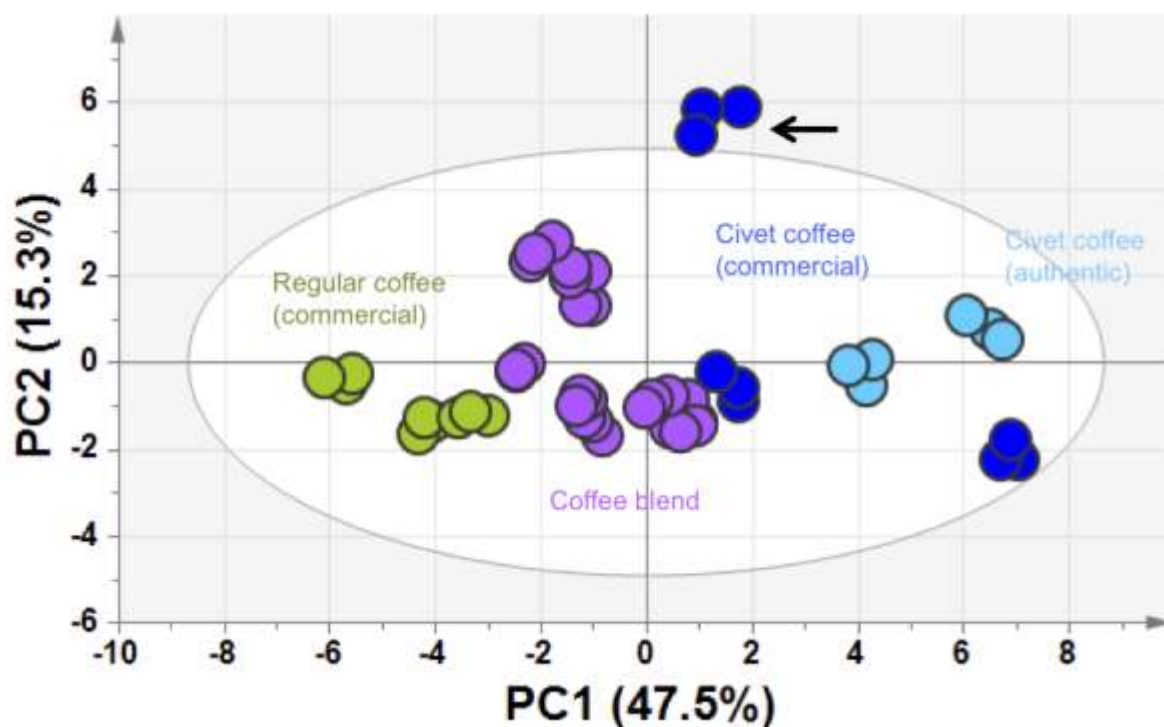 6
4
2
0
-2
-4
-6
PC2 (15.3%)
Civet coffee
(commercial)
Civet coffee
(authentic)
Regular coffee
(commercial)
Coffee blend
-10 -8 -6 -4 -2 0 2 4 6 8
PC1 (47.5%)